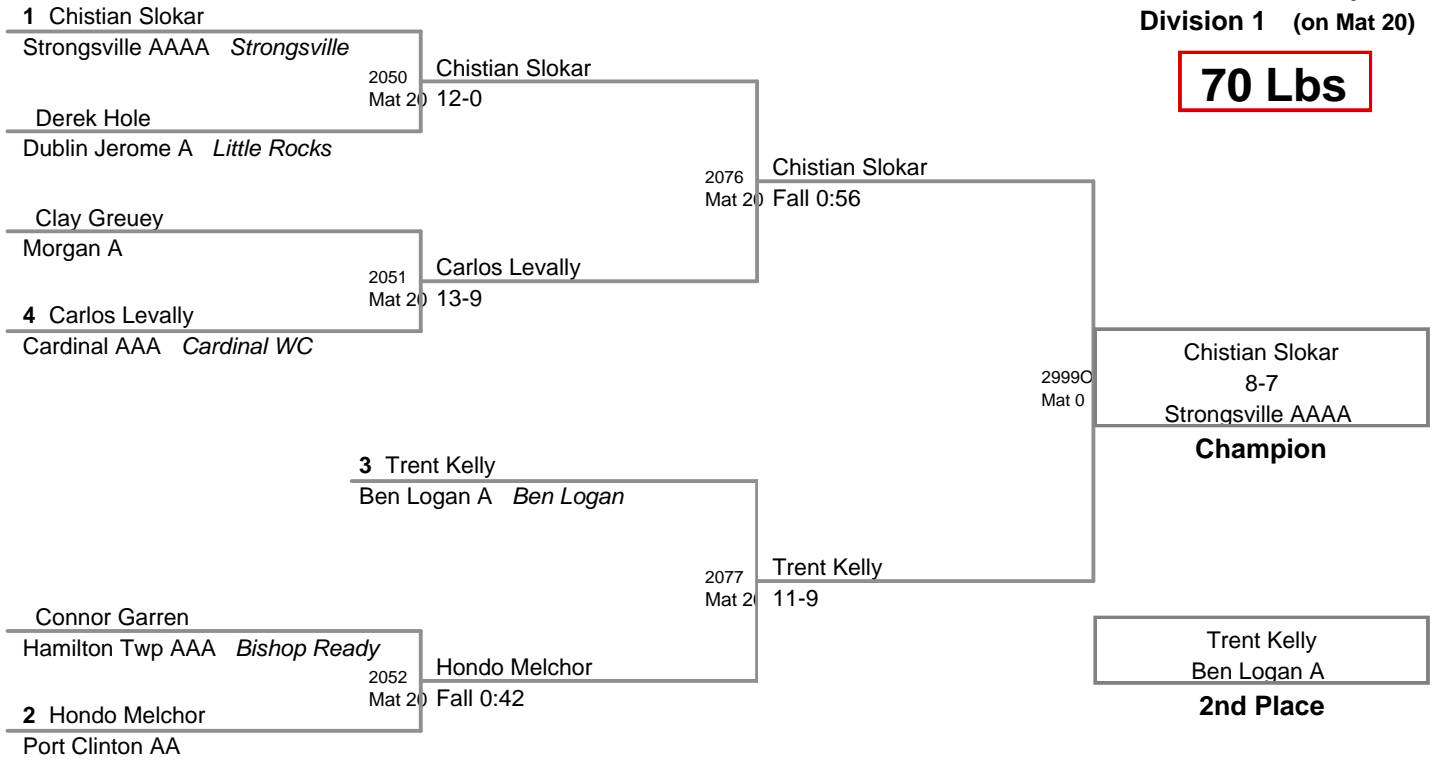 Division 1 (on Mat 20)
70 Lbs
1 Chistian Slokar
Strongsville AAAA Strongsville
2050
Mat 20
Chistian Slokar
12-0
Derek Hole
Dublin Jerome A Little Rocks
2076
Mat 20
Chistian Slokar
Fall 0:56
Clay Greuey
Morgan A
2051
Mat 20
Carlos Levally
13-9
4 Carlos Levally
Cardinal AAA Cardinal WC
2999O
Mat 0
Chistian Slokar
8-7
Strongsville AAAA
Champion
3 Trent Kelly
Ben Logan A Ben Logan
2077
Mat 2
Trent Kelly
11-9
Connor Garren
Hamilton Twp AAA Bishop Ready
2052
Mat 20
Hondo Melchor
Fall 0:42
2 Hondo Melchor
Port Clinton AA
Trent Kelly
Ben Logan A
2nd Place